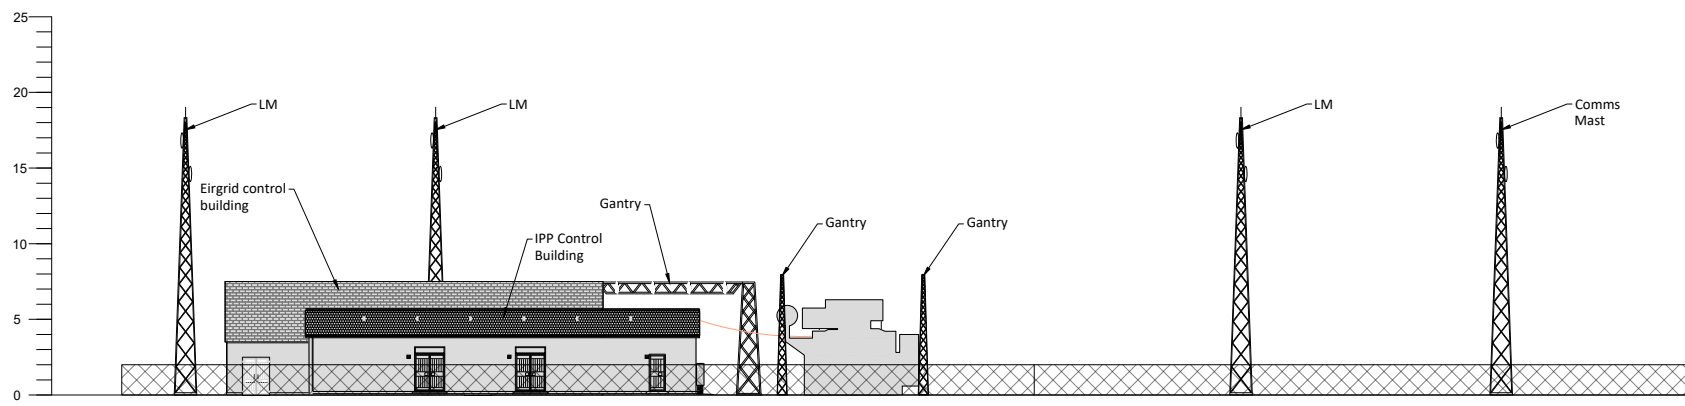 25
20
15
10
5
0
LM
LM
LM
Comms
Mast
Eirgrid control
building
Gantry
IPP Control
Building
Gantry
Gantry